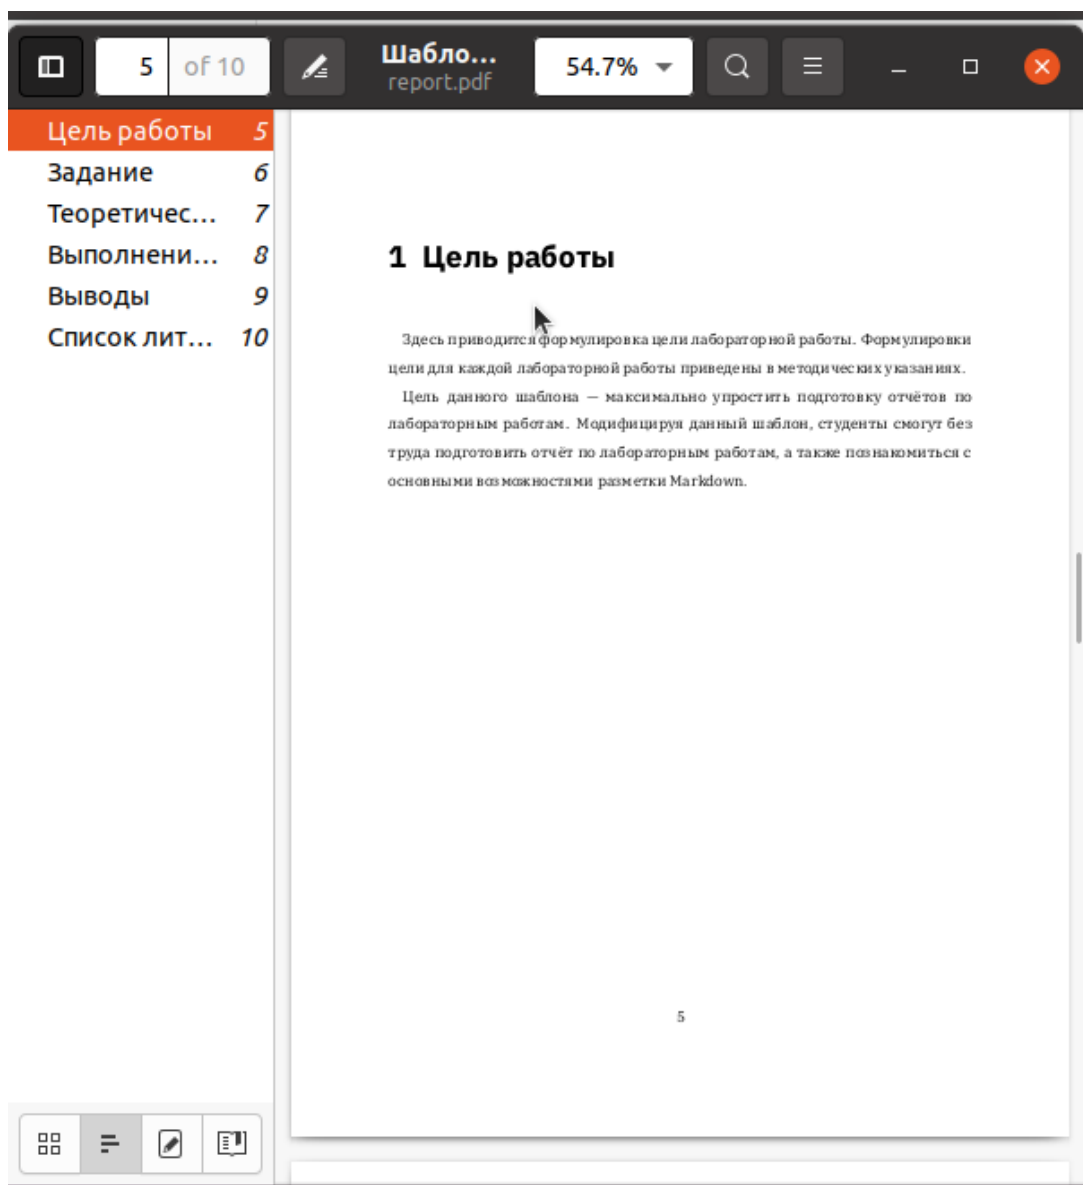 5 of 10
Шабло...
report.pdf
54.7%
Цель работы 5
Задание 6
Теоретичес... 7
Выполнени... 8
Выводы 9
Список лит... 10
1 Цель работы
Здесь приводится формулировка цели лабораторной работы. Формулировки
цели для каждой лабораторной работы приведены в методических указаниях.
Цель данного шаблона — максимально упростить подготовку отчётов по
лабораторным работам. Модифицируя данный шаблон, студенты смогут без
труда подготовить отчёт по лабораторным работам, а также познакомиться с
основными возможностями разметки Markdown.
5